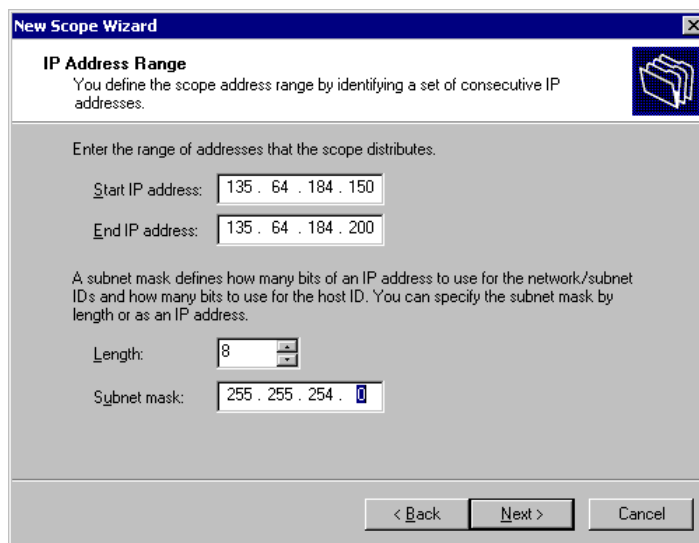 New Scope Wizard
IP Address Range
You define the scope address range by identifying a set of consecutive IP
addresses.
Enter the range of addresses that the scope distributes.
Start IP address: 135 . 64 . 184 . 150
End IP address: 135 . 64 . 184 . 200
A subnet mask defines how many bits of an IP address to use for the network/subnet
IDs and how many bits to use for the host ID. You can specify the subnet mask by
length or as an IP address.
Length: 8
Subnet mask: 255 . 255 . 254 . 0
< Back Next > Cancel